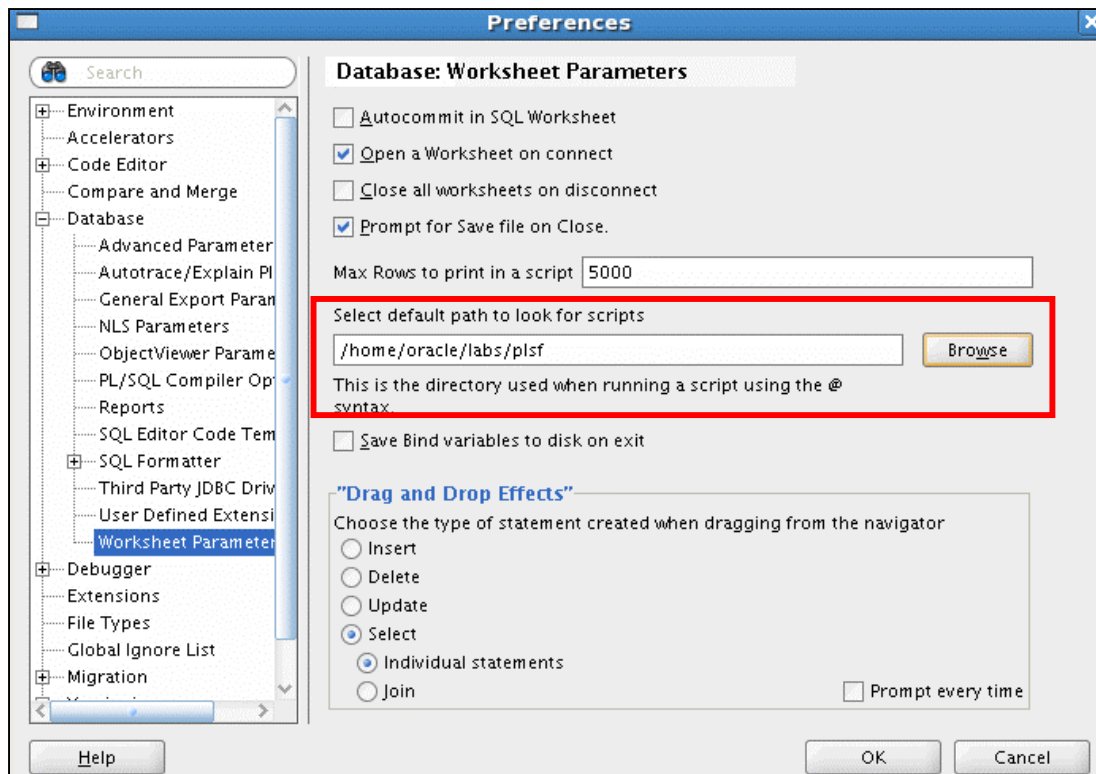 Preferences
Search
Environment
Accelerators
Code Editor
Compare and Merge
Database
Advanced Parameter
Autotrace/Explain Pl
General Export Paran
NLS Parameters
ObjectViewer Parame
PL/SQL Compiler Opt
Reports
SQL Editor Code Tem
SQL Formatter
Third Party JDBC Driv
User Defined Extensi
Worksheet Parameter
Debugger
Extensions
File Types
Global Ignore List
Migration
Database: Worksheet Parameters
Autocommit in SQL Worksheet
Open a Worksheet on connect
Close all worksheets on disconnect
Prompt for Save file on Close.
Max Rows to print in a script 5000
Select default path to look for scripts
/home/oracle/labs/plsf Browse
This is the directory used when running a script using the @
syntax.
Save Bind variables to disk on exit
"Drag and Drop Effects"
Choose the type of statement created when dragging from the navigator
Insert
Delete
Update
Select
Individual statements
Join Prompt every time
Help OK Cancel